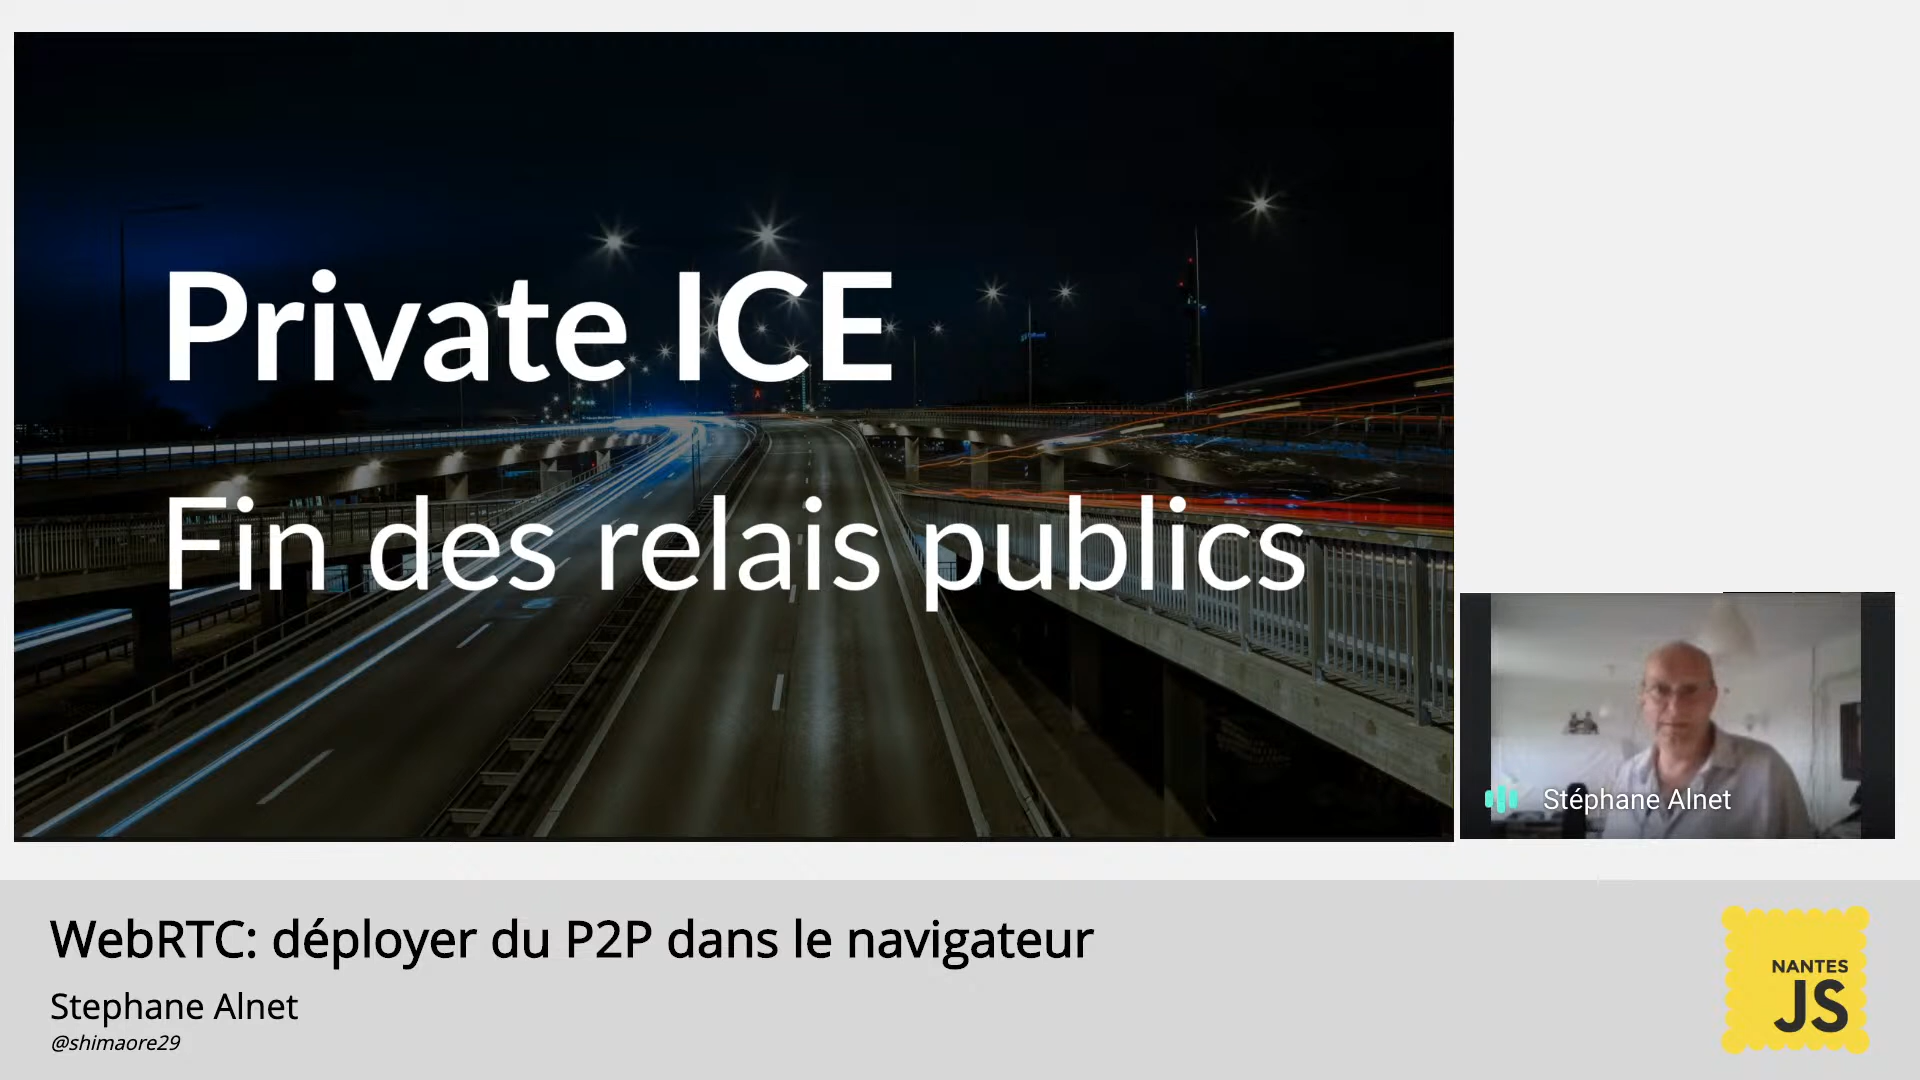 Private ICE
Fin des relais publics
Stéphane Alnet
WebRTC: déployer du P2P dans le navigateur
Stephane Alnet
@shimaore29
NANTES
JS